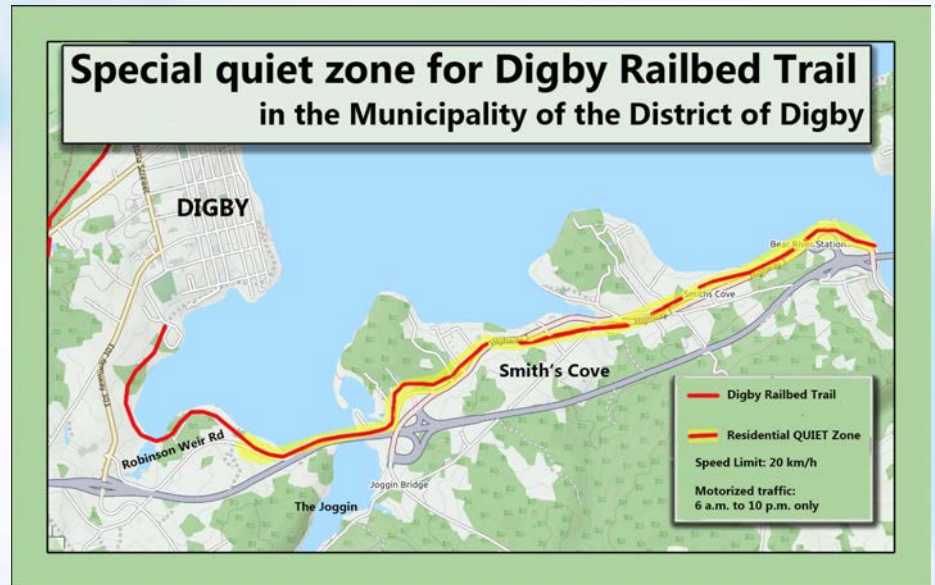 Special quiet zone for Digby Railbed Trail
in the Municipality of the District of Digby
DIGBY
Highway 303
Robinson Weir Rd
The Joggin
Joggin Bridge
Smith's Cove
Smiths Cove
Bear River Station
Digby Railbed Trail
Residential QUIET Zone
Speed Limit: 20 km/h
Motorized traffic:
6 a.m. to 10 p.m. only